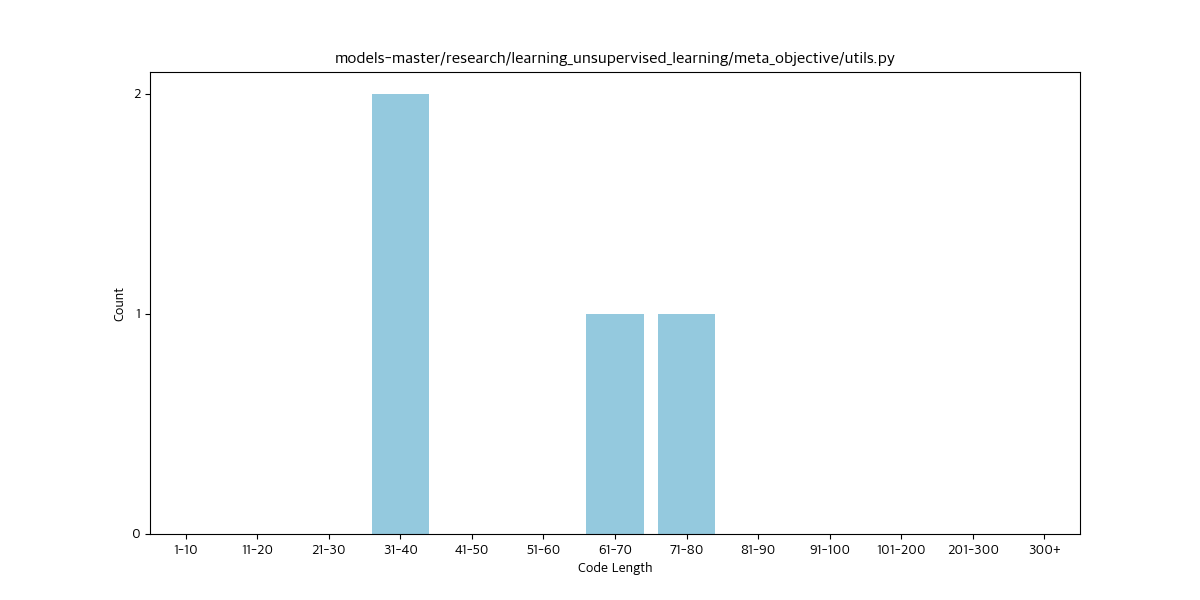 models-master/research/learning_unsupervised_learning/meta_objective/utils.py
2
1
0
Count
1-10 11-20 21-30 31-40 41-50 51-60 61-70 71-80 81-90 91-100 101-200 201-300 300+
Code Length